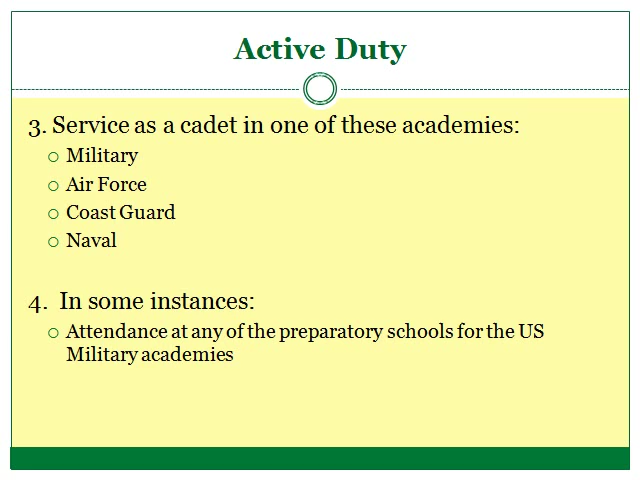 Active Duty
3. Service as a cadet in one of these academies:
Military
Air Force
Coast Guard
Naval
4. In some instances:
Attendance at any of the preparatory schools for the US
Military academies